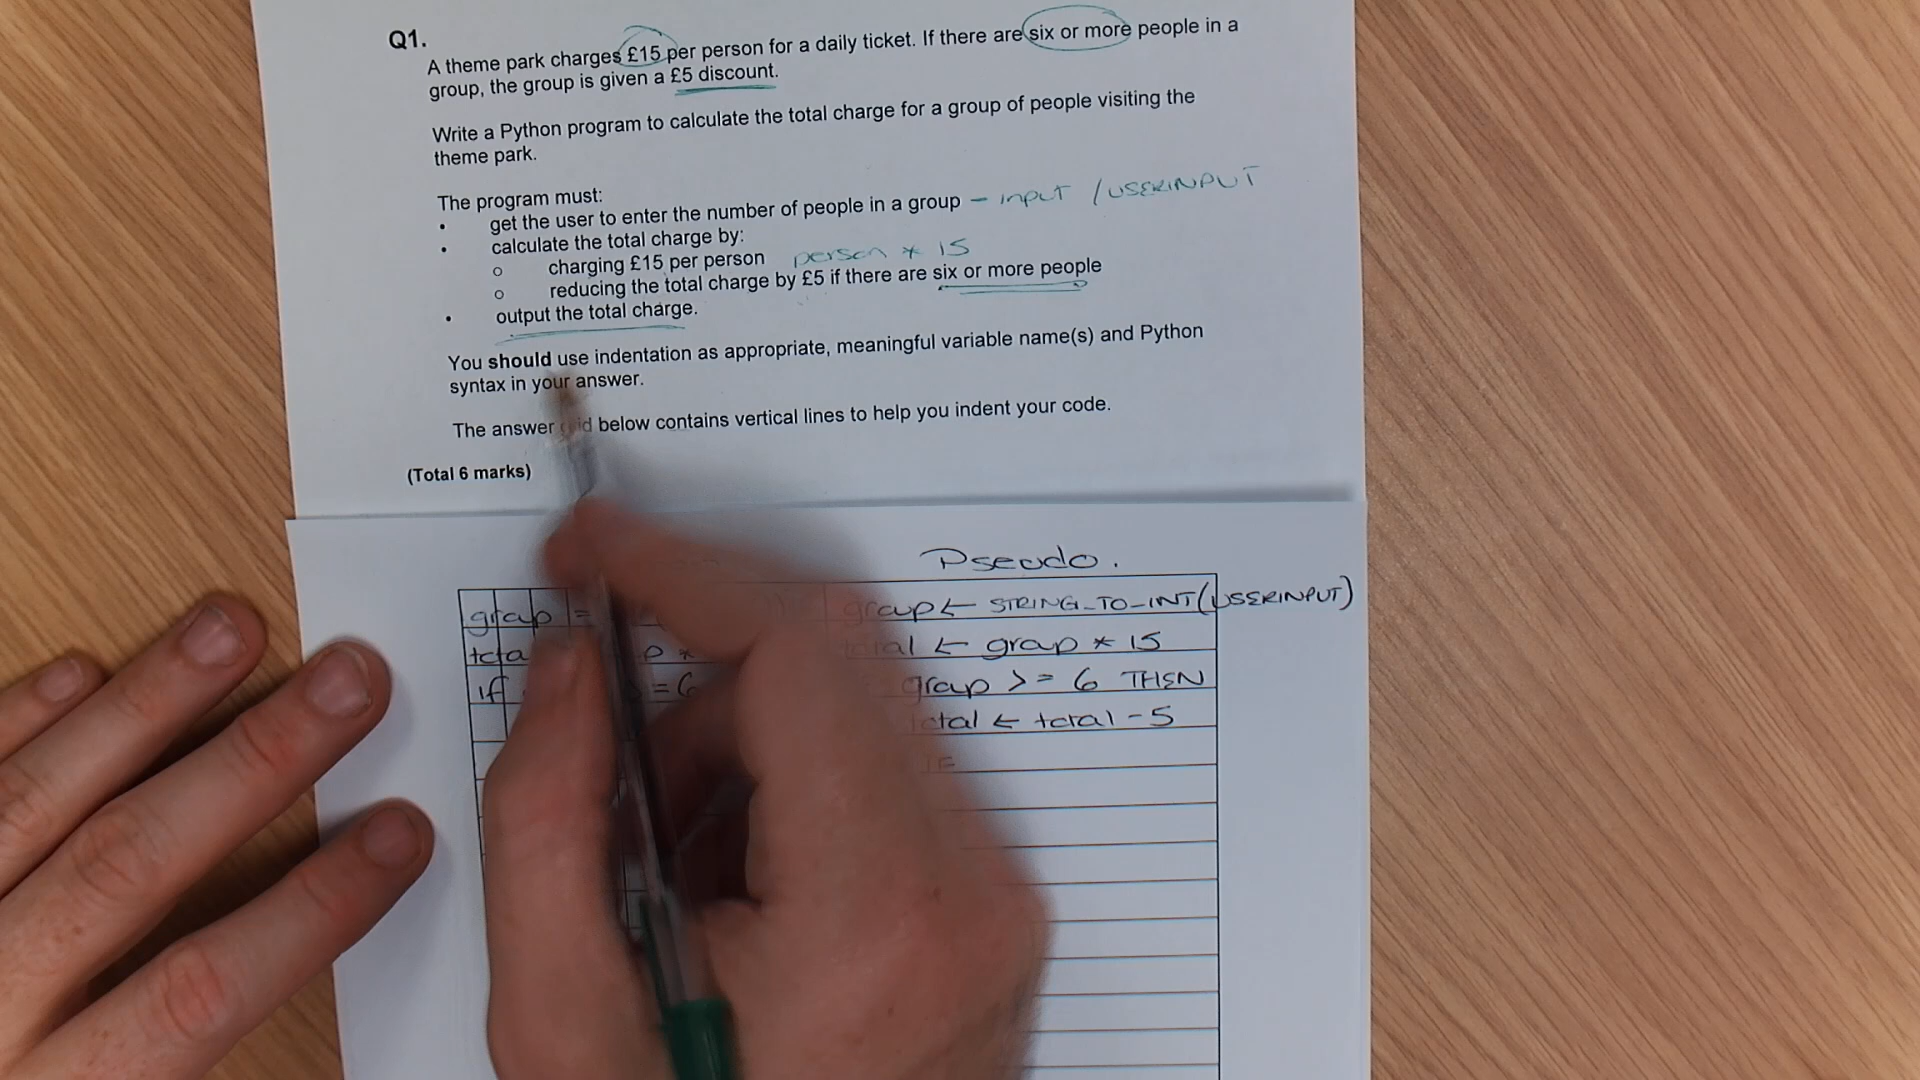 Q1.
A theme park charges £15 per person for a daily ticket. If there are six or more people in a
group, the group is given a £5 discount.
Write a Python program to calculate the total charge for a group of people visiting the
theme park.
The program must:
• get the user to enter the number of people in a group - input / USERINPUT
• calculate the total charge by:
o charging £15 per person person * 15
o reducing the total charge by £5 if there are six or more people
• output the total charge.
You should use indentation as appropriate, meaningful variable name(s) and Python
syntax in your answer.
The answer below contains vertical lines to help you indent your code.
(Total 6 marks)
Pseudo.
group = group ← STRING_TO_INT(USERINPUT)
← group * 15
if = 6 group >= 6 THEN
total ← total - 5
IF